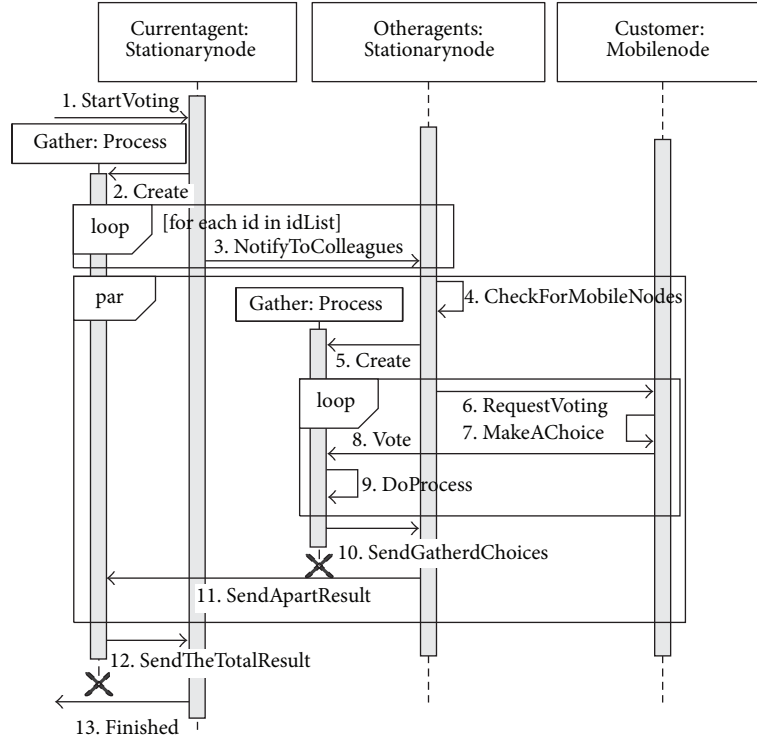 Currentagent:
Stationarynode
Otheragents:
Stationarynode
Customer:
Mobilenode
1. StartVoting
Gather: Process
2. Create
loop
[for each id in idList]
3. NotifyToColleagues
par
Gather: Process
4. CheckForMobileNodes
5. Create
loop
6. RequestVoting
7. MakeAChoice
8. Vote
9. DoProcess
10. SendGatherdChoices
11. SendApartResult
12. SendTheTotalResult
13. Finished